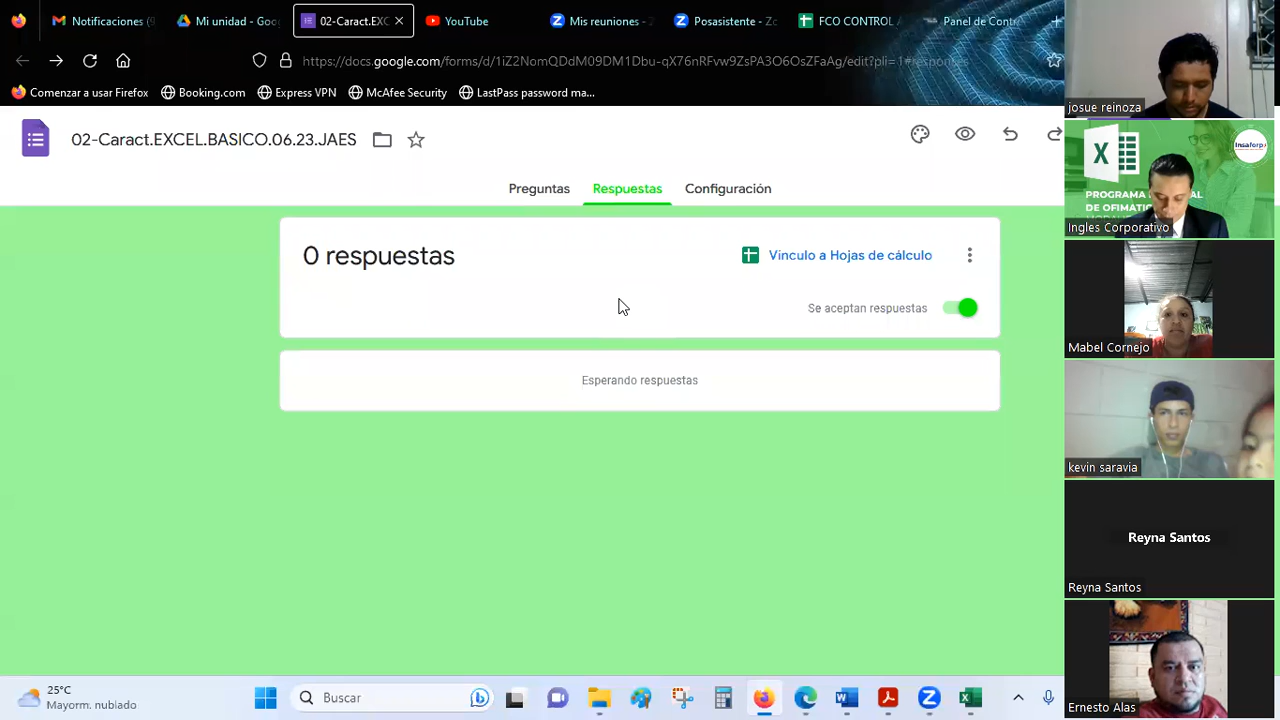 Notificaciones (9
Mi unidad - Goo
02-Caract.EXC
YouTube
Mis reuniones - Z
Posasistente - Zo
FCO CONTROL A
Panel de Contr
https://docs.google.com/forms/d/1iZ2NomQDdM09DM1Dbu-qX76nRFvw9ZsPA3O6OsZFaAg/edit?pli=1#responses
Comenzar a usar Firefox
Booking.com
Express VPN
McAfee Security
LastPass password ma...
02-Caract.EXCEL.BASICO.06.23.JAES
Preguntas
Respuestas
Configuración
0 respuestas
Vínculo a Hojas de cálculo
Se aceptan respuestas
Esperando respuestas
josue reinoza
X
Insaforp
PROGRAMA
DE OFIMATIC
Ingles Corporativo
Mabel Cornejo
kevin saravia
Reyna Santos
Reyna Santos
Ernesto Alas
25°C
Mayorm. nublado
Buscar